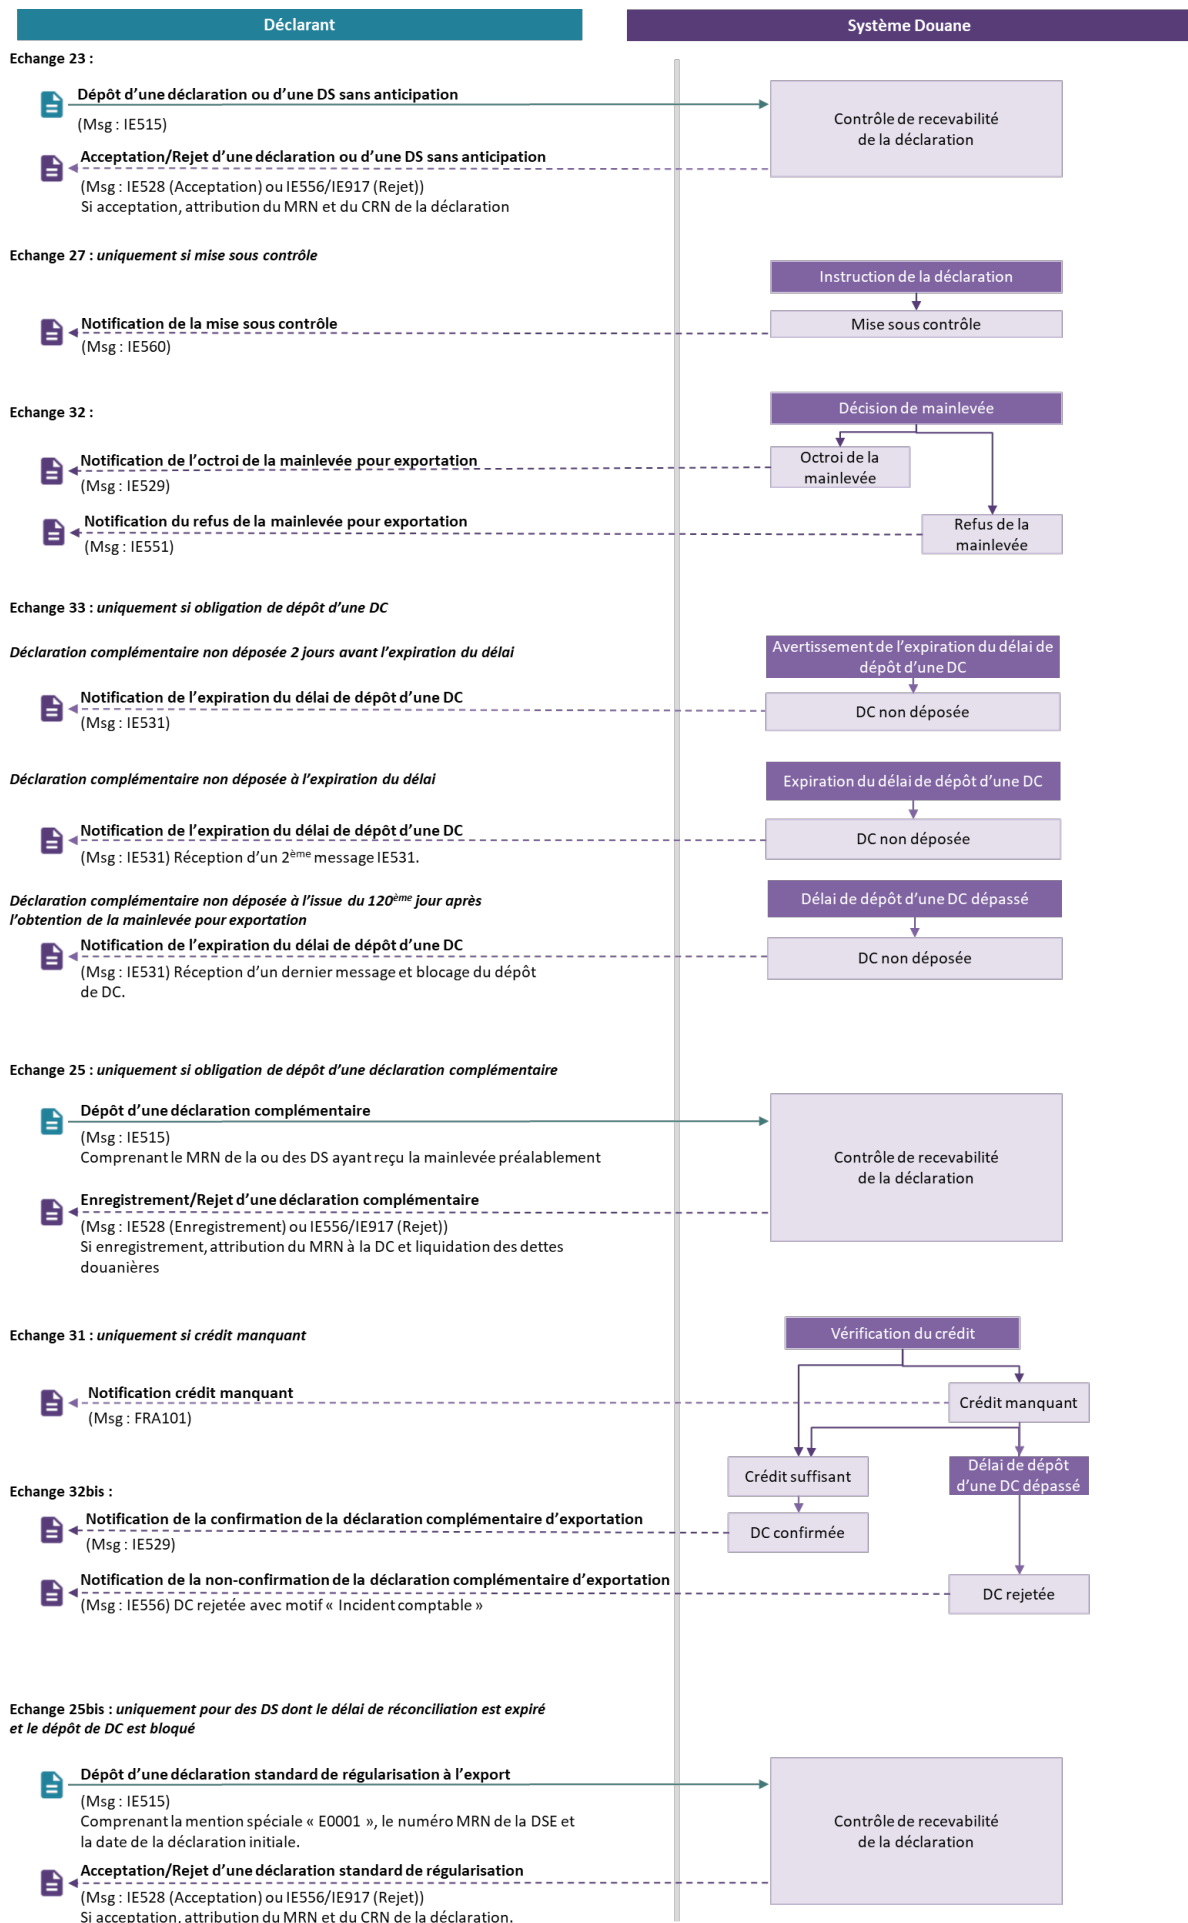 Déclarant
Système Douane
Echange 23 :
Dépôt d'une déclaration ou d'une DS sans anticipation
(Msg : IE515)
Contrôle de recevabilité
de la déclaration
Acceptation/Rejet d'une déclaration ou d'une DS sans anticipation
(Msg : IE528 (Acceptation) ou IE556/IE917 (Rejet))
Si acceptation, attribution du MRN et du CRN de la déclaration
Echange 27 : uniquement si mise sous contrôle
Instruction de la déclaration
Notification de la mise sous contrôle
(Msg : IE560)
Mise sous contrôle
Echange 32 :
Décision de mainlevée
Notification de l'octroi de la mainlevée pour exportation
(Msg : IE529)
Octroi de la
mainlevée
Notification du refus de la mainlevée pour exportation
(Msg : IE551)
Refus de la
mainlevée
Echange 33 : uniquement si obligation de dépôt d'une DC
Déclaration complémentaire non déposée 2 jours avant l'expiration du délai
Avertissement de l'expiration du délai de
dépôt d'une DC
Notification de l'expiration du délai de dépôt d'une DC
(Msg : IE531)
DC non déposée
Déclaration complémentaire non déposée à l'expiration du délai
Expiration du délai de dépôt d'une DC
Notification de l'expiration du délai de dépôt d'une DC
(Msg : IE531) Réception d'un 2ème message IE531.
DC non déposée
Déclaration complémentaire non déposée à l'issue du 120ème jour après
l'obtention de la mainlevée pour exportation
Délai de dépôt d'une DC dépassé
Notification de l'expiration du délai de dépôt d'une DC
(Msg : IE531) Réception d'un dernier message et blocage du dépôt
de DC.
DC non déposée
Echange 25 : uniquement si obligation de dépôt d'une déclaration complémentaire
Dépôt d'une déclaration complémentaire
(Msg : IE515)
Comprenant le MRN de la ou des DS ayant reçu la mainlevée préalablement
Contrôle de recevabilité
de la déclaration
Enregistrement/Rejet d'une déclaration complémentaire
(Msg : IE528 (Enregistrement) ou IE556/IE917 (Rejet))
Si enregistrement, attribution du MRN à la DC et liquidation des dettes
douanières
Echange 31 : uniquement si crédit manquant
Vérification du crédit
Notification crédit manquant
(Msg : FRA101)
Crédit manquant
Crédit suffisant
Délai de dépôt
d'une DC dépassé
Echange 32bis :
Notification de la confirmation de la déclaration complémentaire d'exportation
(Msg : IE529)
DC confirmée
Notification de la non-confirmation de la déclaration complémentaire d'exportation
(Msg : IE556) DC rejetée avec motif « Incident comptable »
DC rejetée
Echange 25bis : uniquement pour des DS dont le délai de réconciliation est expiré
et le dépôt de DC est bloqué
Dépôt d'une déclaration standard de régularisation à l'export
(Msg : IE515)
Comprenant la mention spéciale « E0001 », le numéro MRN de la DSE et
la date de la déclaration initiale.
Contrôle de recevabilité
de la déclaration
Acceptation/Rejet d'une déclaration standard de régularisation
(Msg : IE528 (Acceptation) ou IE556/IE917 (Rejet))
Si acceptation, attribution du MRN et du CRN de la déclaration.